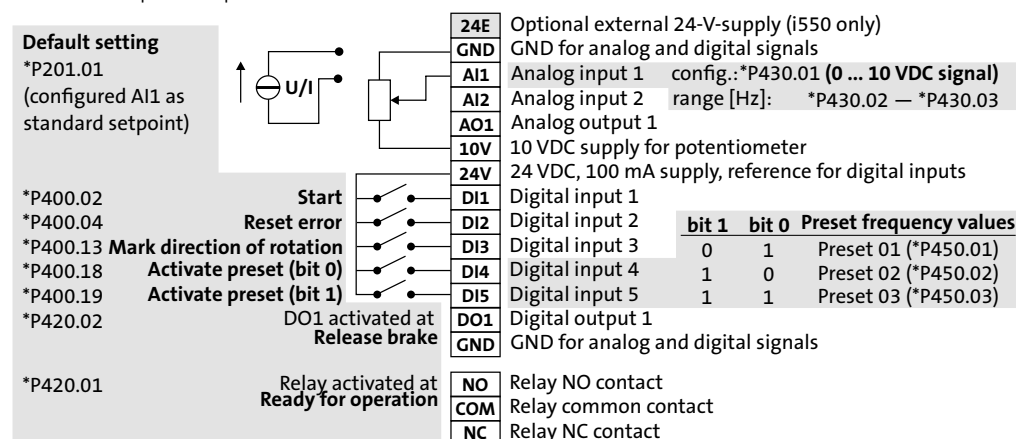 24E Optional external 24-V-supply (i550 only)
Default setting
GND GND for analog and digital signals
*P201.01
U/I
AI1 Analog input 1 config.:*P430.01 (0 ... 10 VDC signal)
(configured AI1 as
AI2 Analog input 2 range [Hz]: *P430.02 — *P430.03
standard setpoint)
AO1 Analog output 1
10V 10 VDC supply for potentiometer
24V 24 VDC, 100 mA supply, reference for digital inputs
*P400.02 Start DI1 Digital input 1
*P400.04 Reset error DI2 Digital input 2 bit 1 bit 0 Preset frequency values
*P400.13 Mark direction of rotation DI3 Digital input 3 0 1 Preset 01 (*P450.01)
*P400.18 Activate preset (bit 0) DI4 Digital input 4 1 0 Preset 02 (*P450.02)
*P400.19 Activate preset (bit 1) DI5 Digital input 5 1 1 Preset 03 (*P450.03)
*P420.02 DO1 activated at DO1 Digital output 1
Release brake GND GND for analog and digital signals
*P420.01 Relay activated at NO Relay NO contact
Ready for operation
COM Relay common contact
NC Relay NC contact